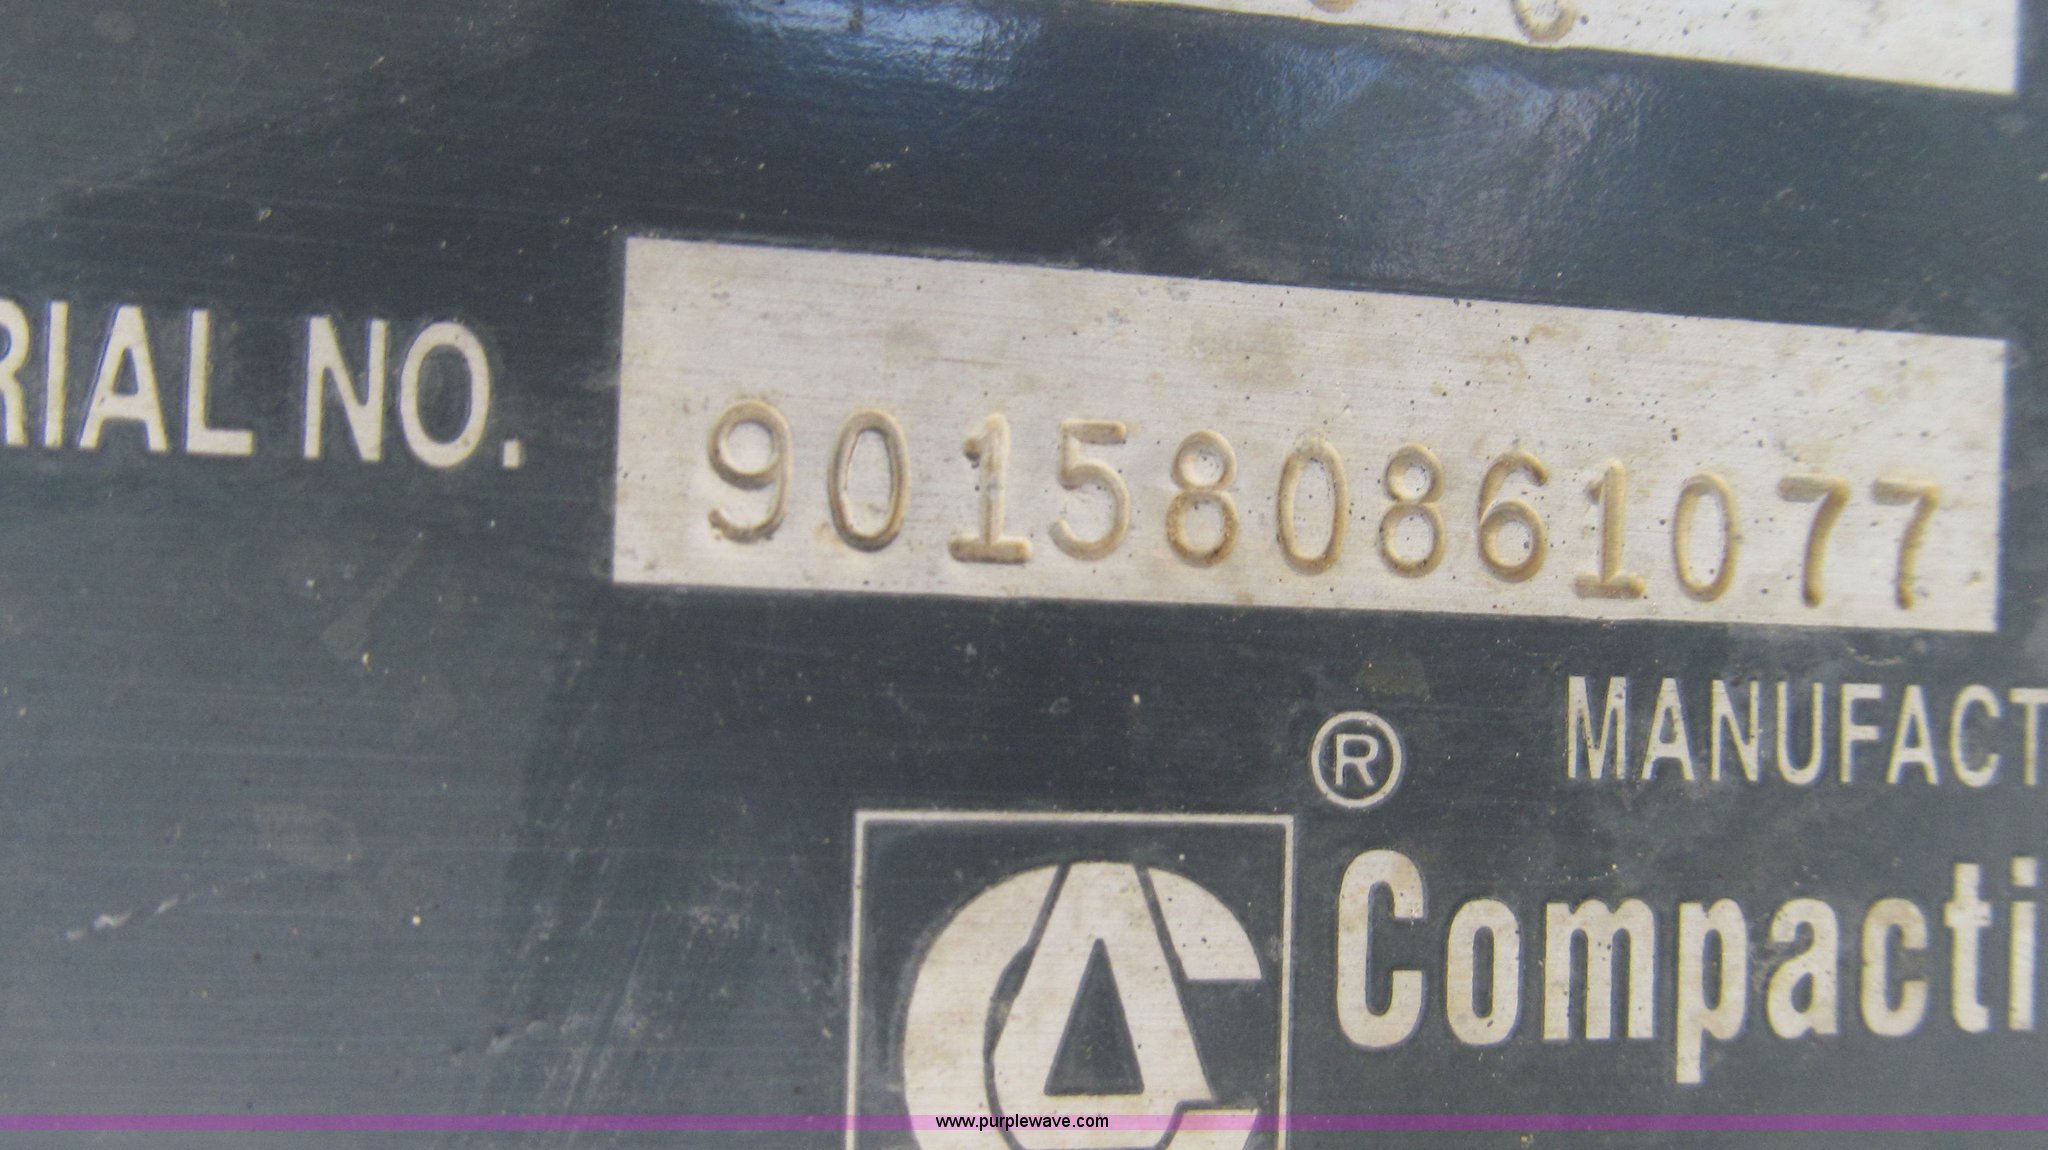 RIAL NO. 901580861077
® MANUFACT
Compacti
www.purplewave.com